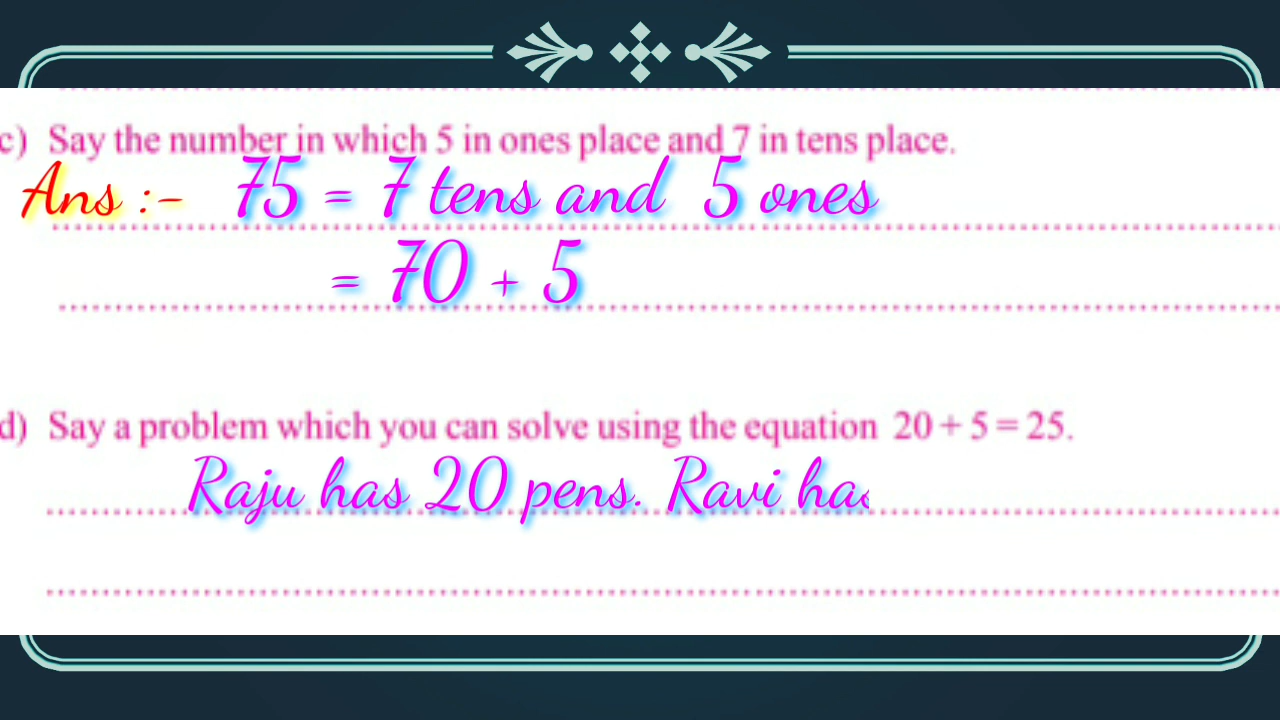 c) Say the number in which 5 in ones place and 7 in tens place.
Ans :- 75 = 7 tens and 5 ones
= 70 + 5
d) Say a problem which you can solve using the equation 20 + 5 = 25.
Raju has 20 pens. Ravi has